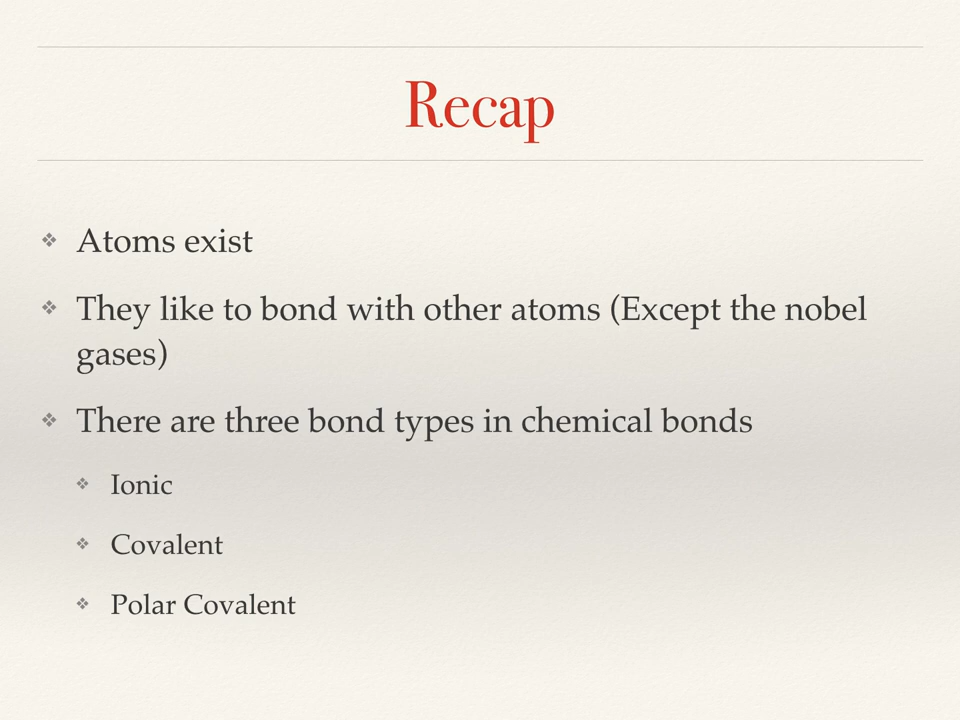 Recap
❖ Atoms exist
❖ They like to bond with other atoms (Except the nobel
gases)
❖ There are three bond types in chemical bonds
❖ Ionic
❖ Covalent
❖ Polar Covalent